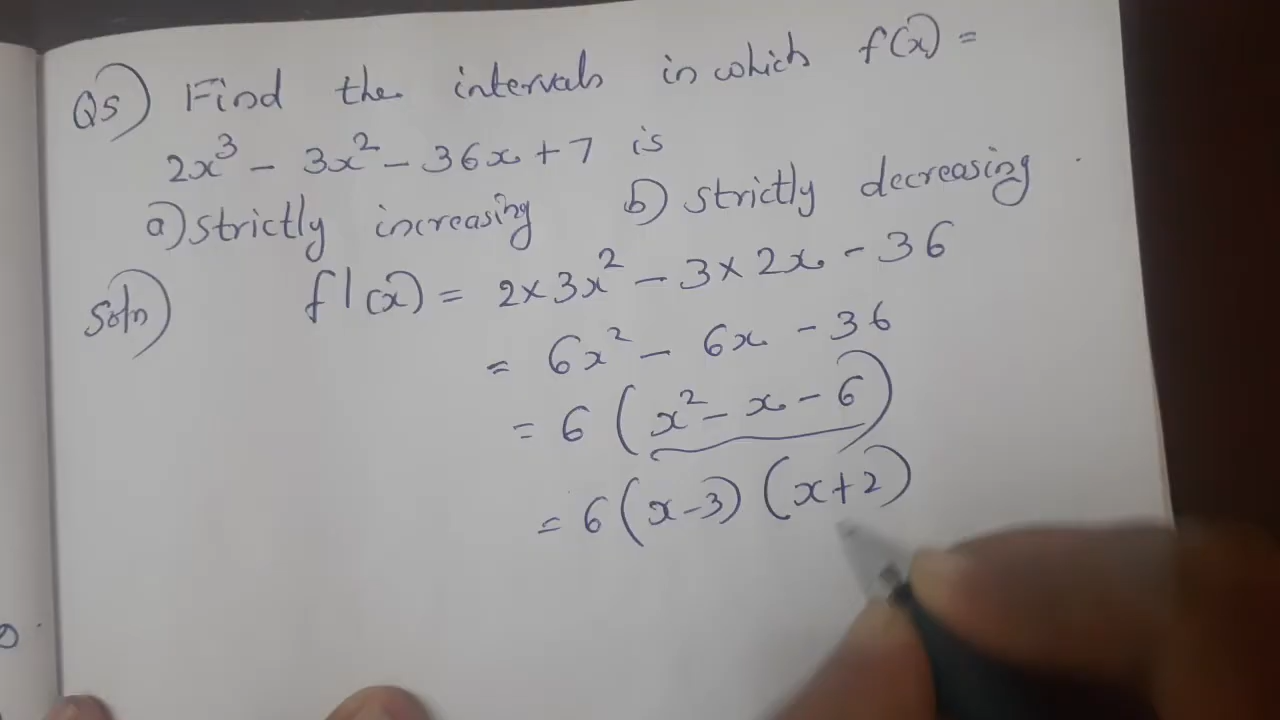 Q5) Find the intervals in which f(x) =
2x³ - 3x² - 36x + 7 is
a) strictly increasing b) strictly decreasing
Soln) f'(x) = 2×3x² - 3×2x - 36
= 6x² - 6x - 36
= 6(x² - x - 6)
= 6(x-3)(x+2)